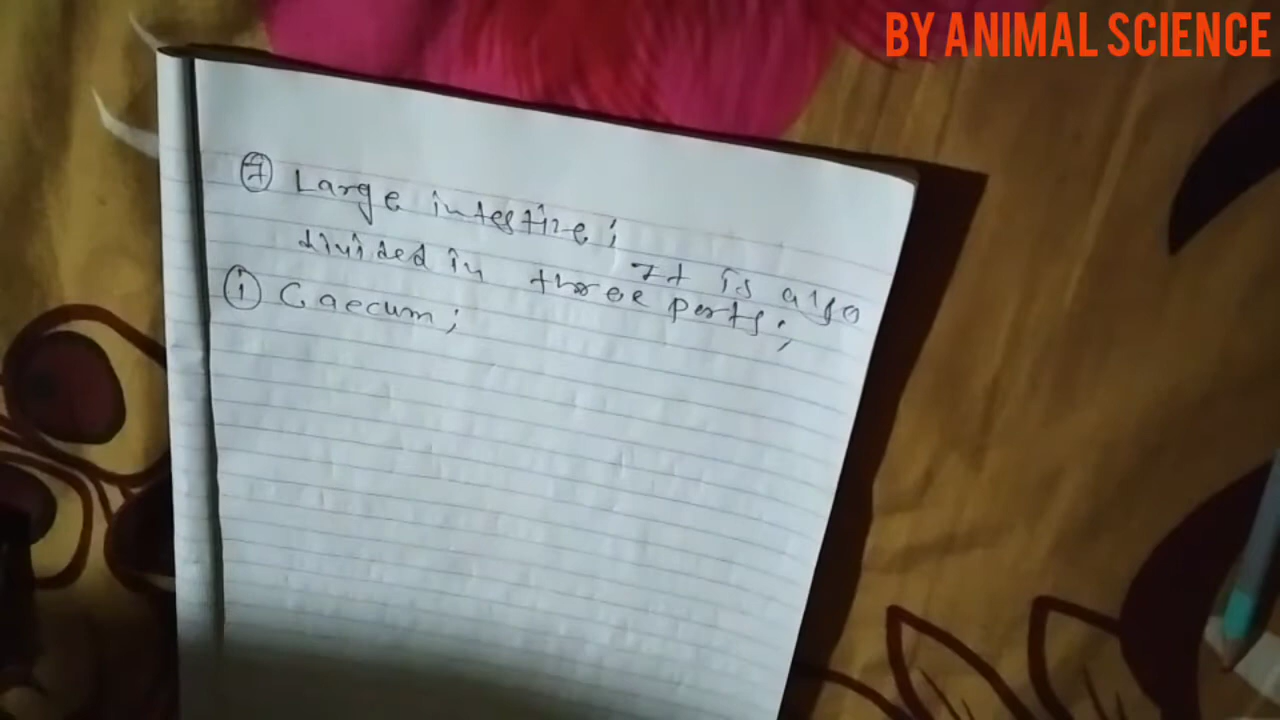 BY ANIMAL SCIENCE
⑦ Large intestine; It is also
divided in three parts;
① Caecum;